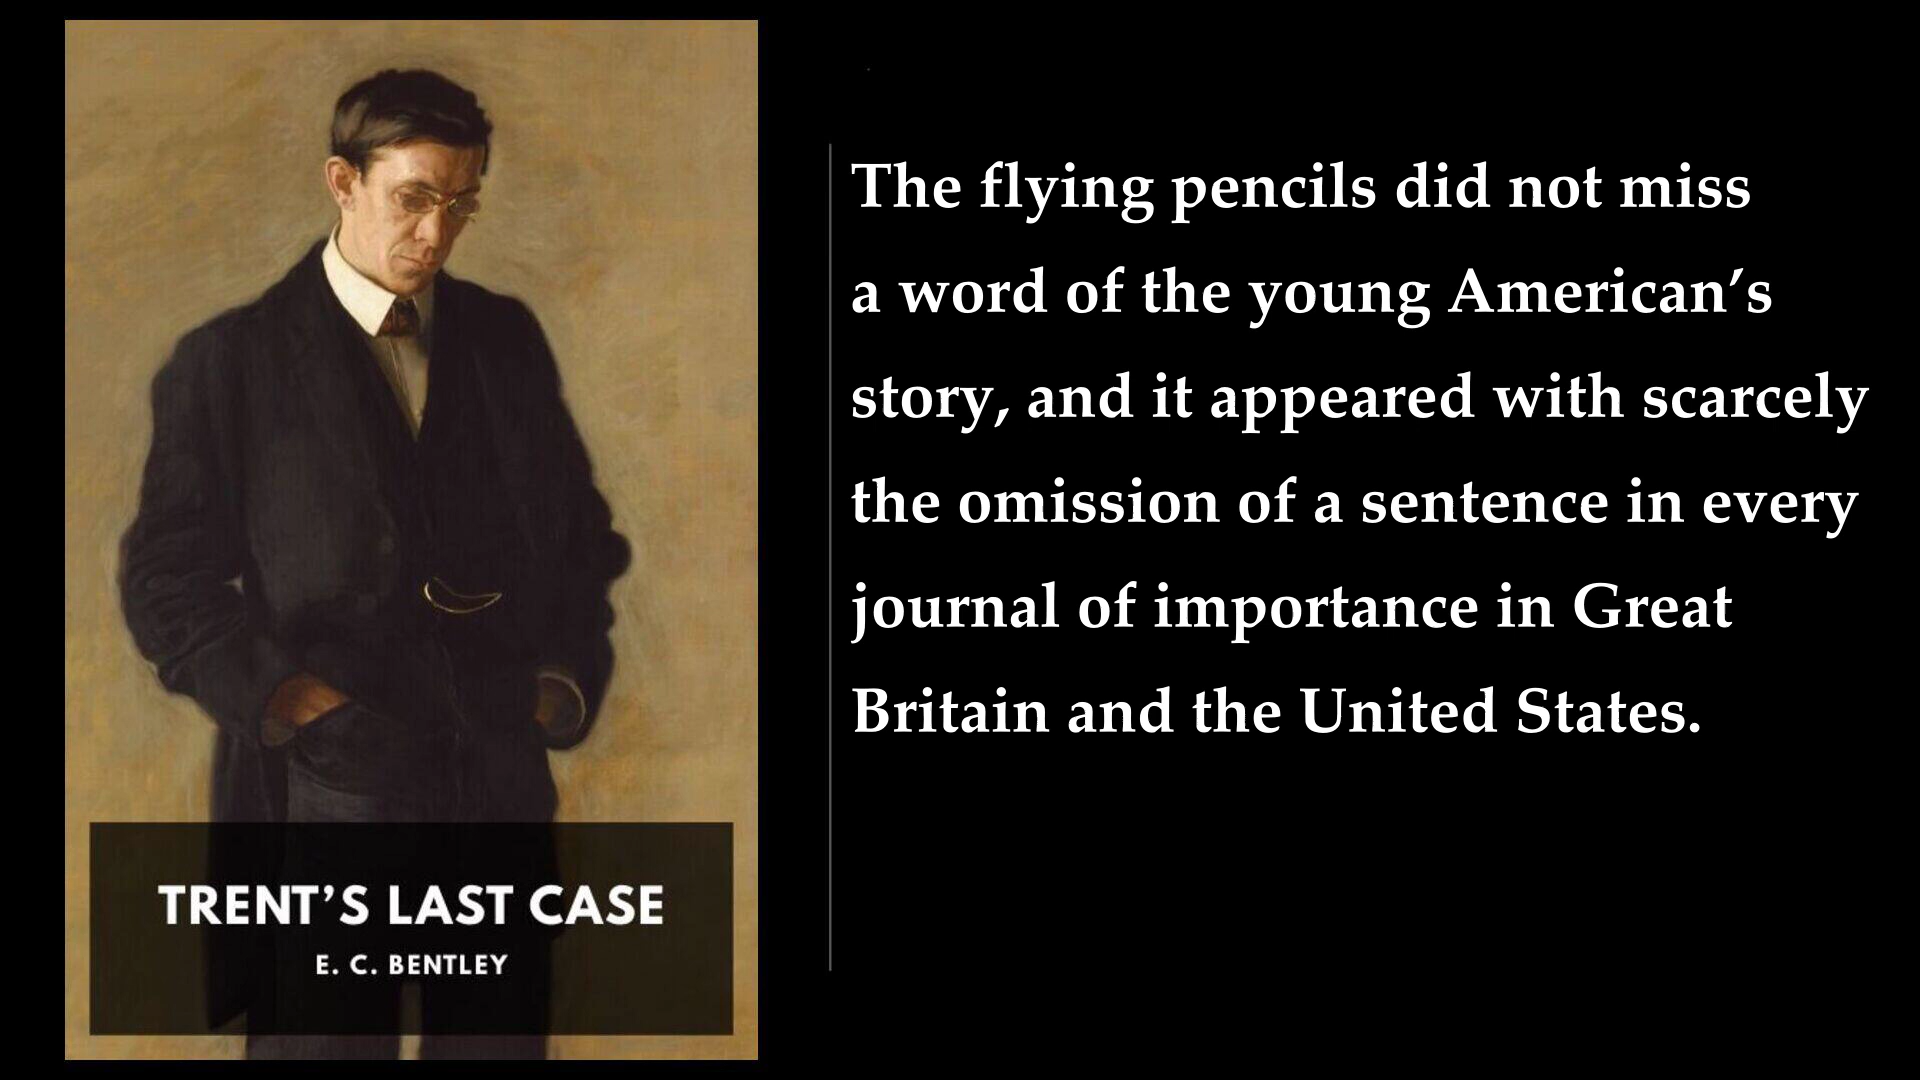 TRENT’S LAST CASE
E. C. BENTLEY
The flying pencils did not miss
a word of the young American’s
story, and it appeared with scarcely
the omission of a sentence in every
journal of importance in Great
Britain and the United States.